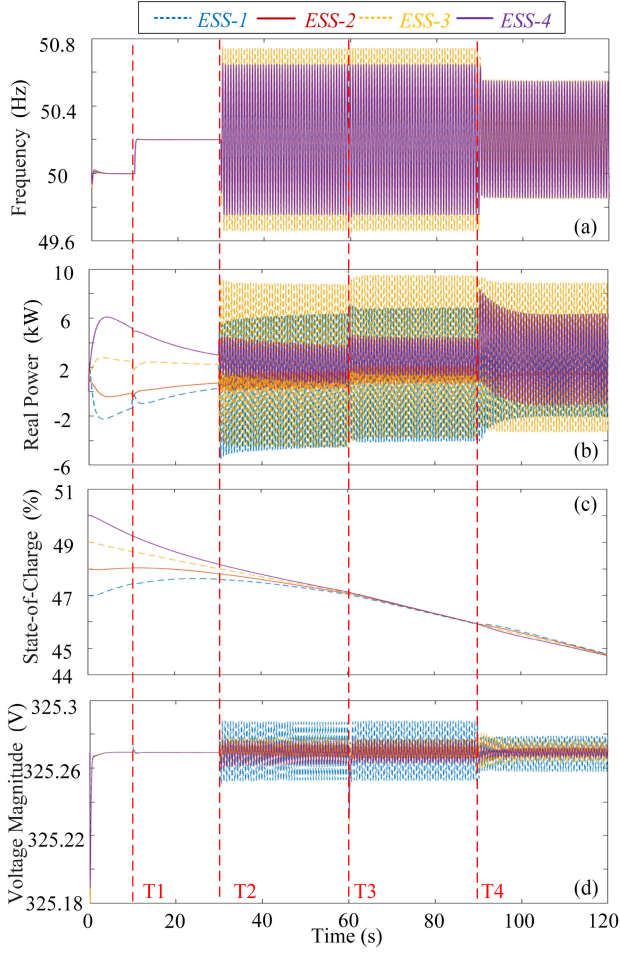 ESS-1 ESS-2 ESS-3 ESS-4
50.8
50.4
50
49.6
Frequency (Hz)
(a)
10
6
2
-2
-6
Real Power (kW)
(b)
51
49
47
45
44
State-of-Charge (%)
(c)
325.3
325.26
325.22
325.18
Voltage Magnitude (V)
T1 T2 T3 T4
(d)
0 20 40 60 80 100 120
Time (s)